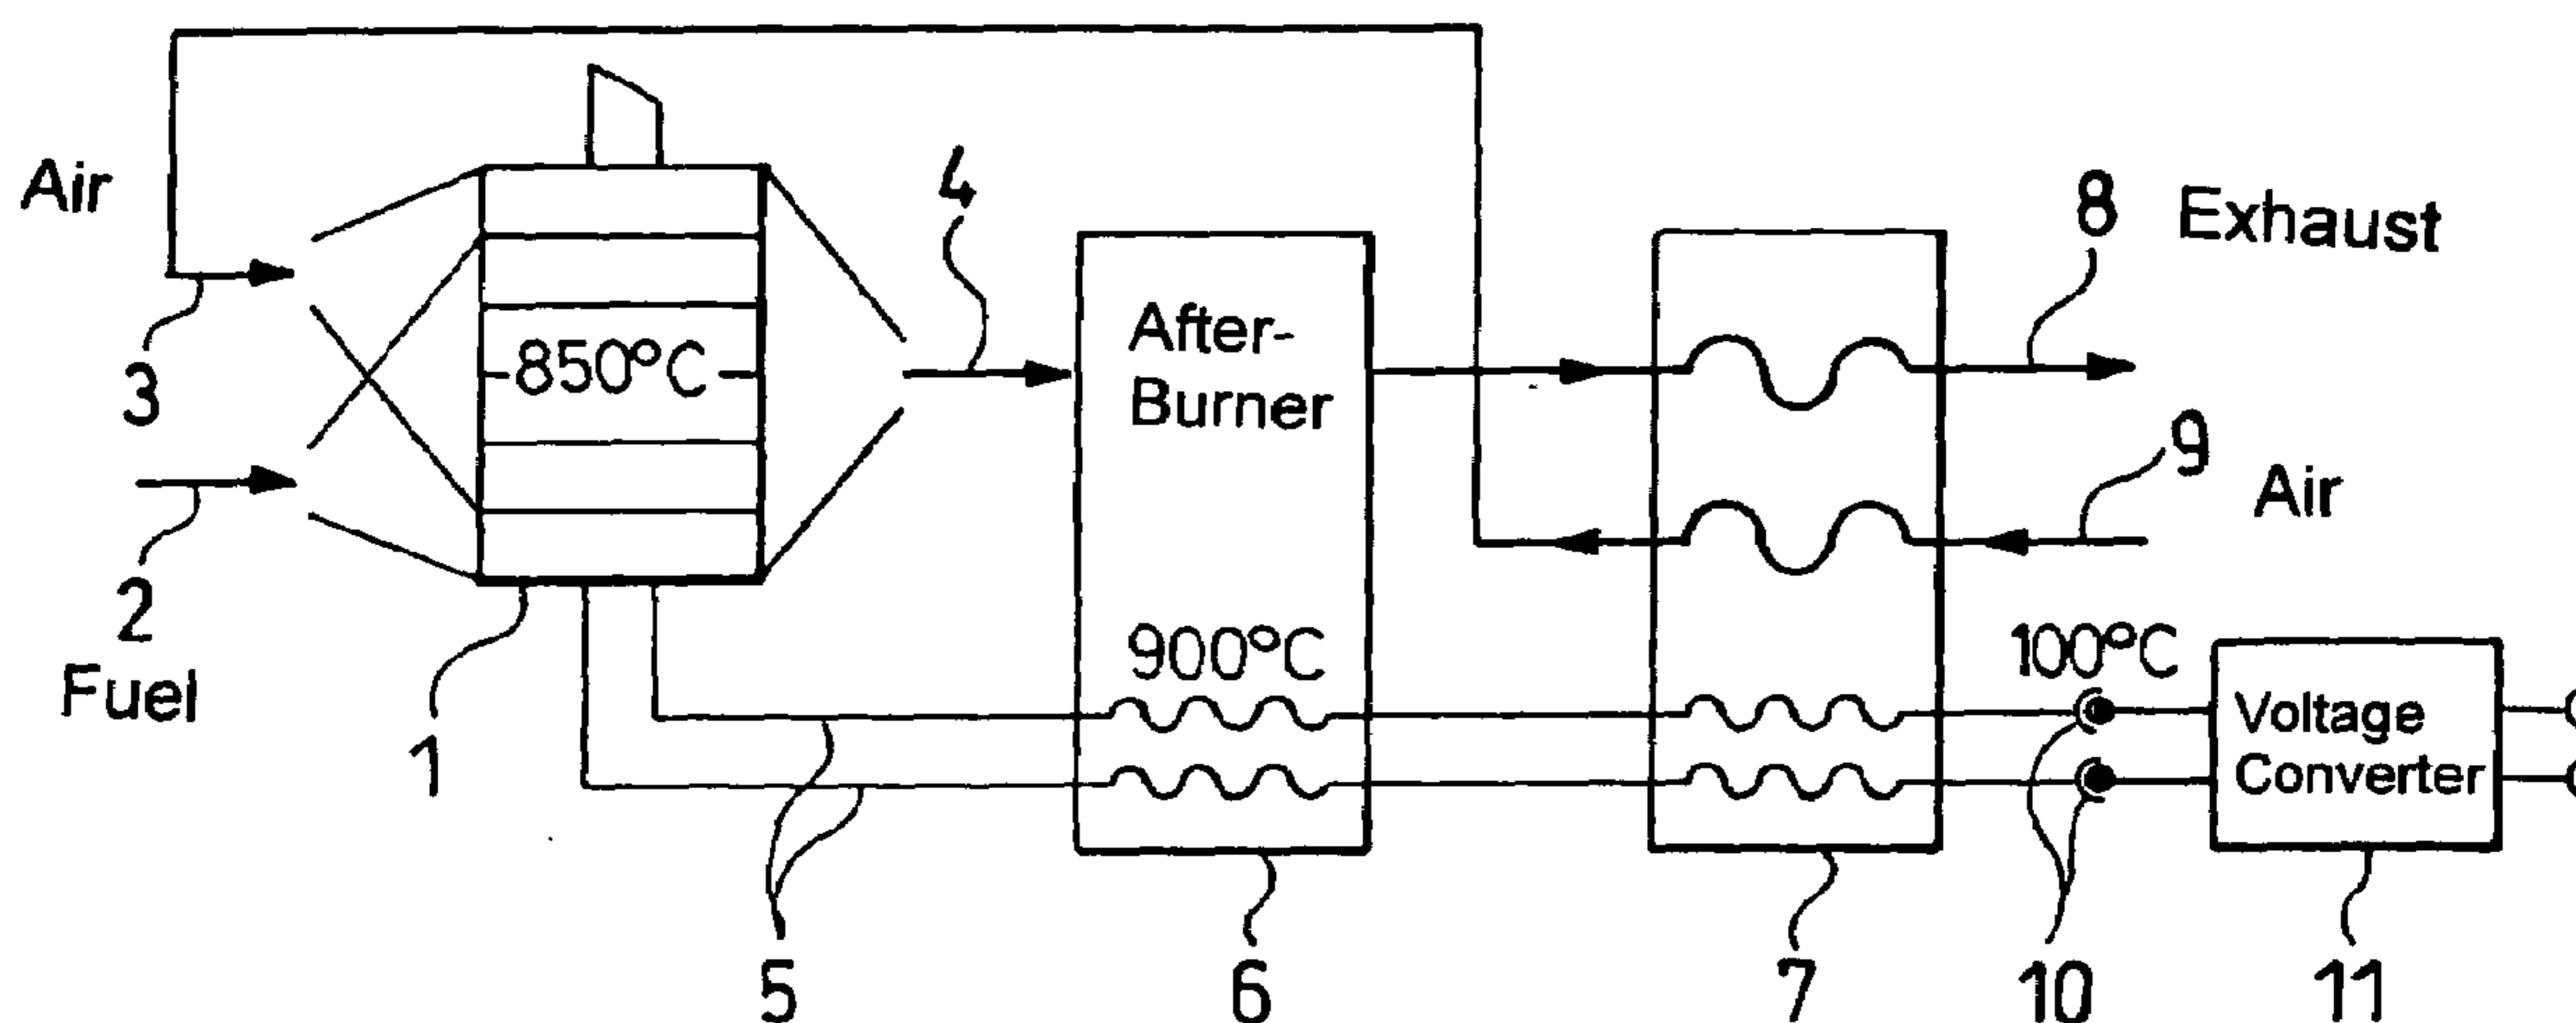 Air
3
2
Fuel
1
850°C
4
5
After-
Burner
900°C
6
7
8 Exhaust
9
Air
100°C
10
Voltage
Converter
11